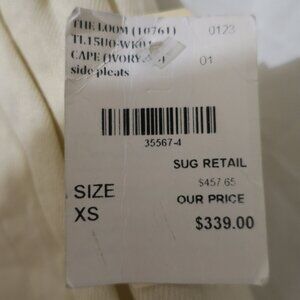 THE LOOM (10761) 0123
CAPE (IVORY 01
side pleats
35567-4
SUG RETAIL
$457.65
SIZE OUR PRICE
XS $339.00